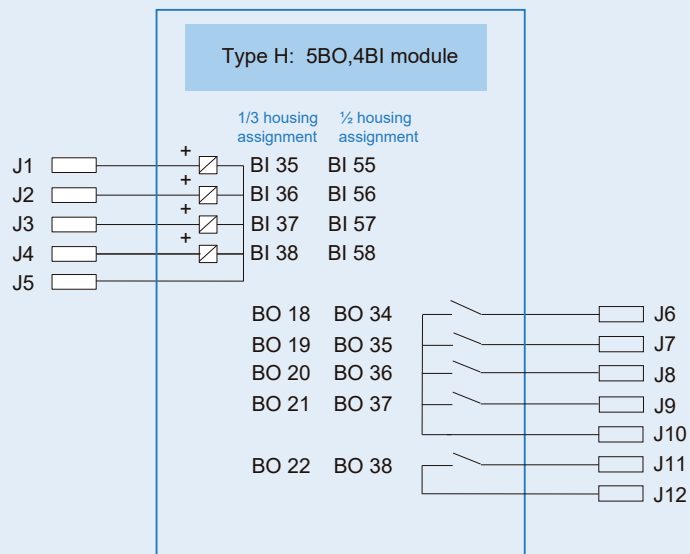 Type H: 5BO,4BI module
1/3 housing assignment
½ housing assignment
J1 + BI 35 BI 55
J2 + BI 36 BI 56
J3 + BI 37 BI 57
J4 + BI 38 BI 58
J5
BO 18 BO 34 J6
BO 19 BO 35 J7
BO 20 BO 36 J8
BO 21 BO 37 J9
J10
BO 22 BO 38 J11
J12